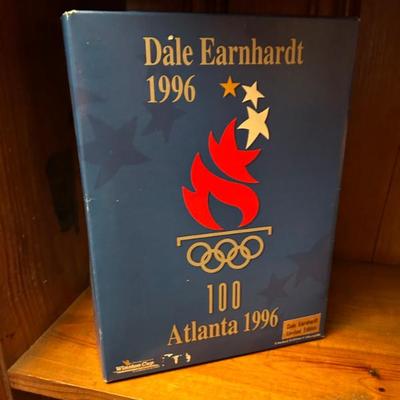 Dale Earnhardt
1996
100
Atlanta 1996
Dale Earnhardt
Limited Edition
Winston Cup